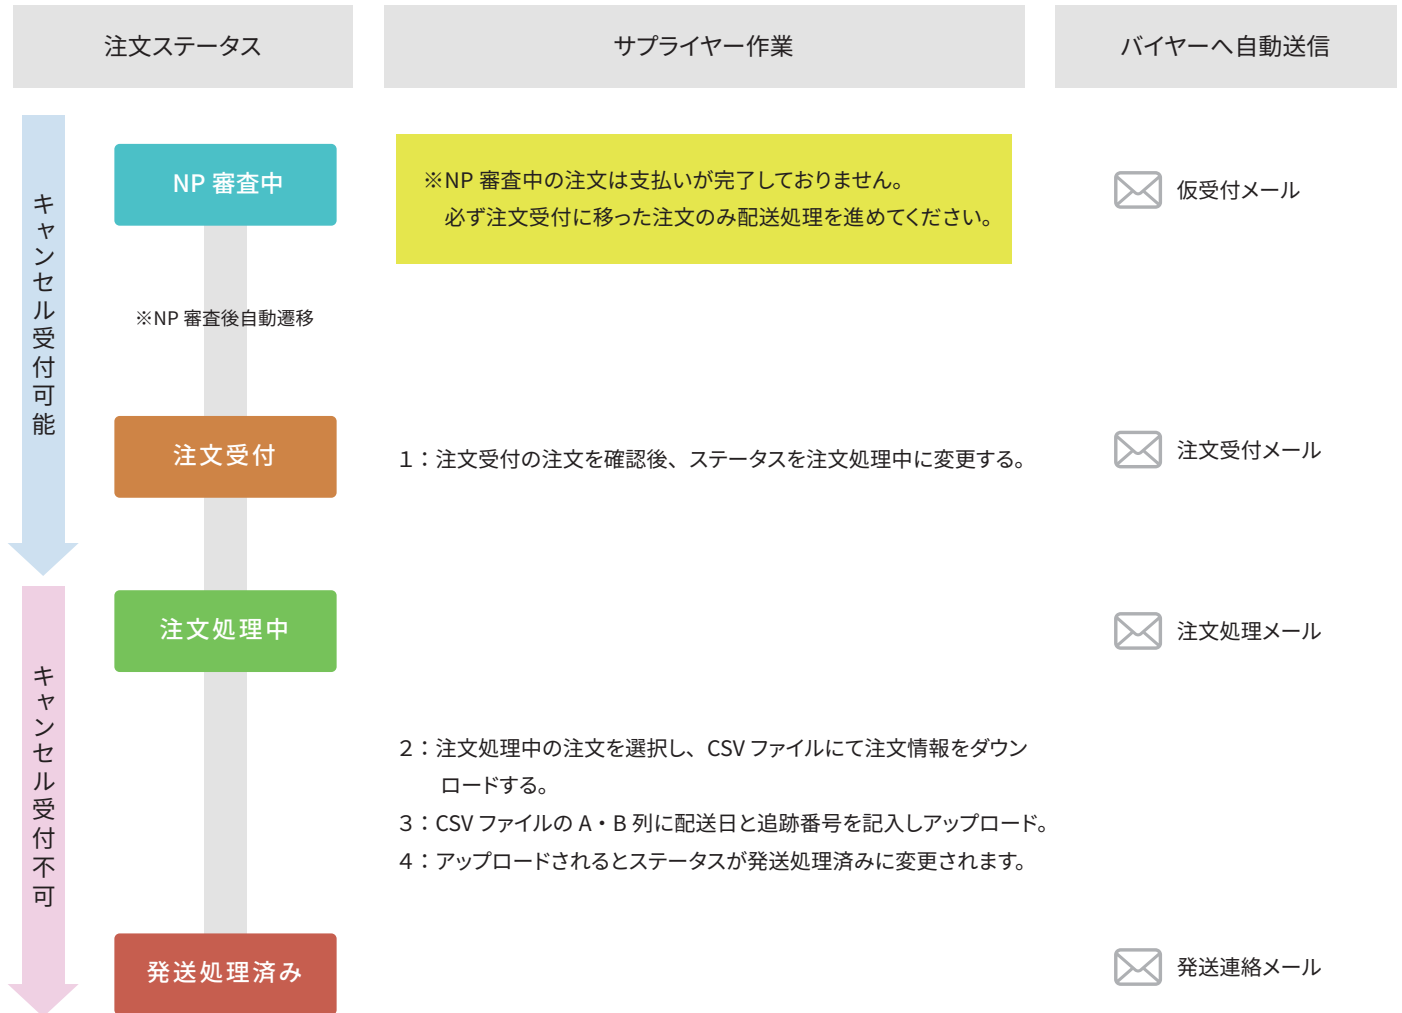 注文ステータス
サプライヤー作業
バイヤーへ自動送信
キャンセル受付可能
NP 審査中
※NP 審査中の注文は支払いが完了しておりません。
必ず注文受付に移った注文のみ配送処理を進めてください。
仮受付メール
※NP 審査後自動遷移
注文受付
１：注文受付の注文を確認後、ステータスを注文処理中に変更する。
注文受付メール
キャンセル受付不可
注文処理中
注文処理メール
２：注文処理中の注文を選択し、CSV ファイルにて注文情報をダウン
ロードする。
３：CSV ファイルの A・B 列に配送日と追跡番号を記入しアップロード。
４：アップロードされるとステータスが発送処理済みに変更されます。
発送処理済み
発送連絡メール